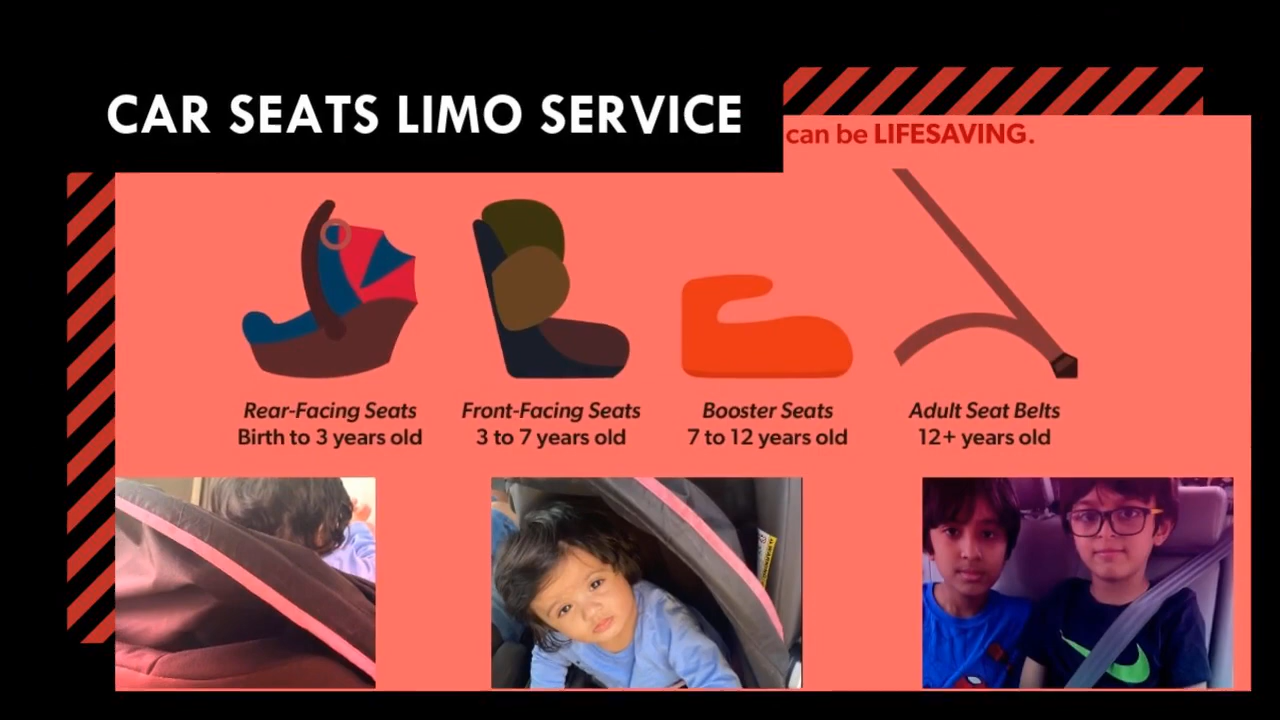 CAR SEATS LIMO SERVICE
can be LIFESAVING.
Rear-Facing Seats
Birth to 3 years old
Front-Facing Seats
3 to 7 years old
Booster Seats
7 to 12 years old
Adult Seat Belts
12+ years old